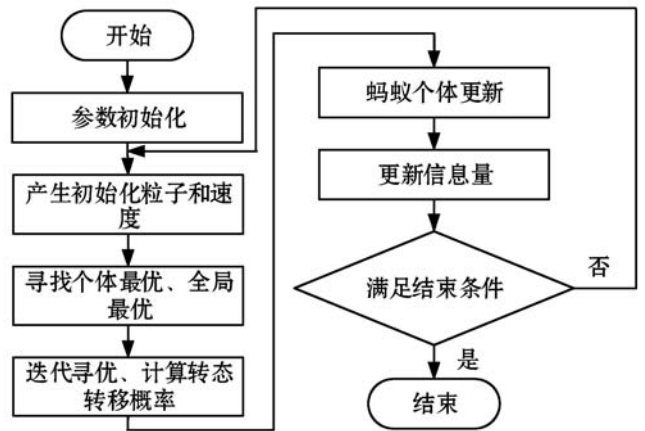 开始
参数初始化
产生初始化粒子和速
度
寻找个体最优、全局
最优
迭代寻优、计算转态
转移概率
蚂蚁个体更新
更新信息量
满足结束条件
否
是
结束